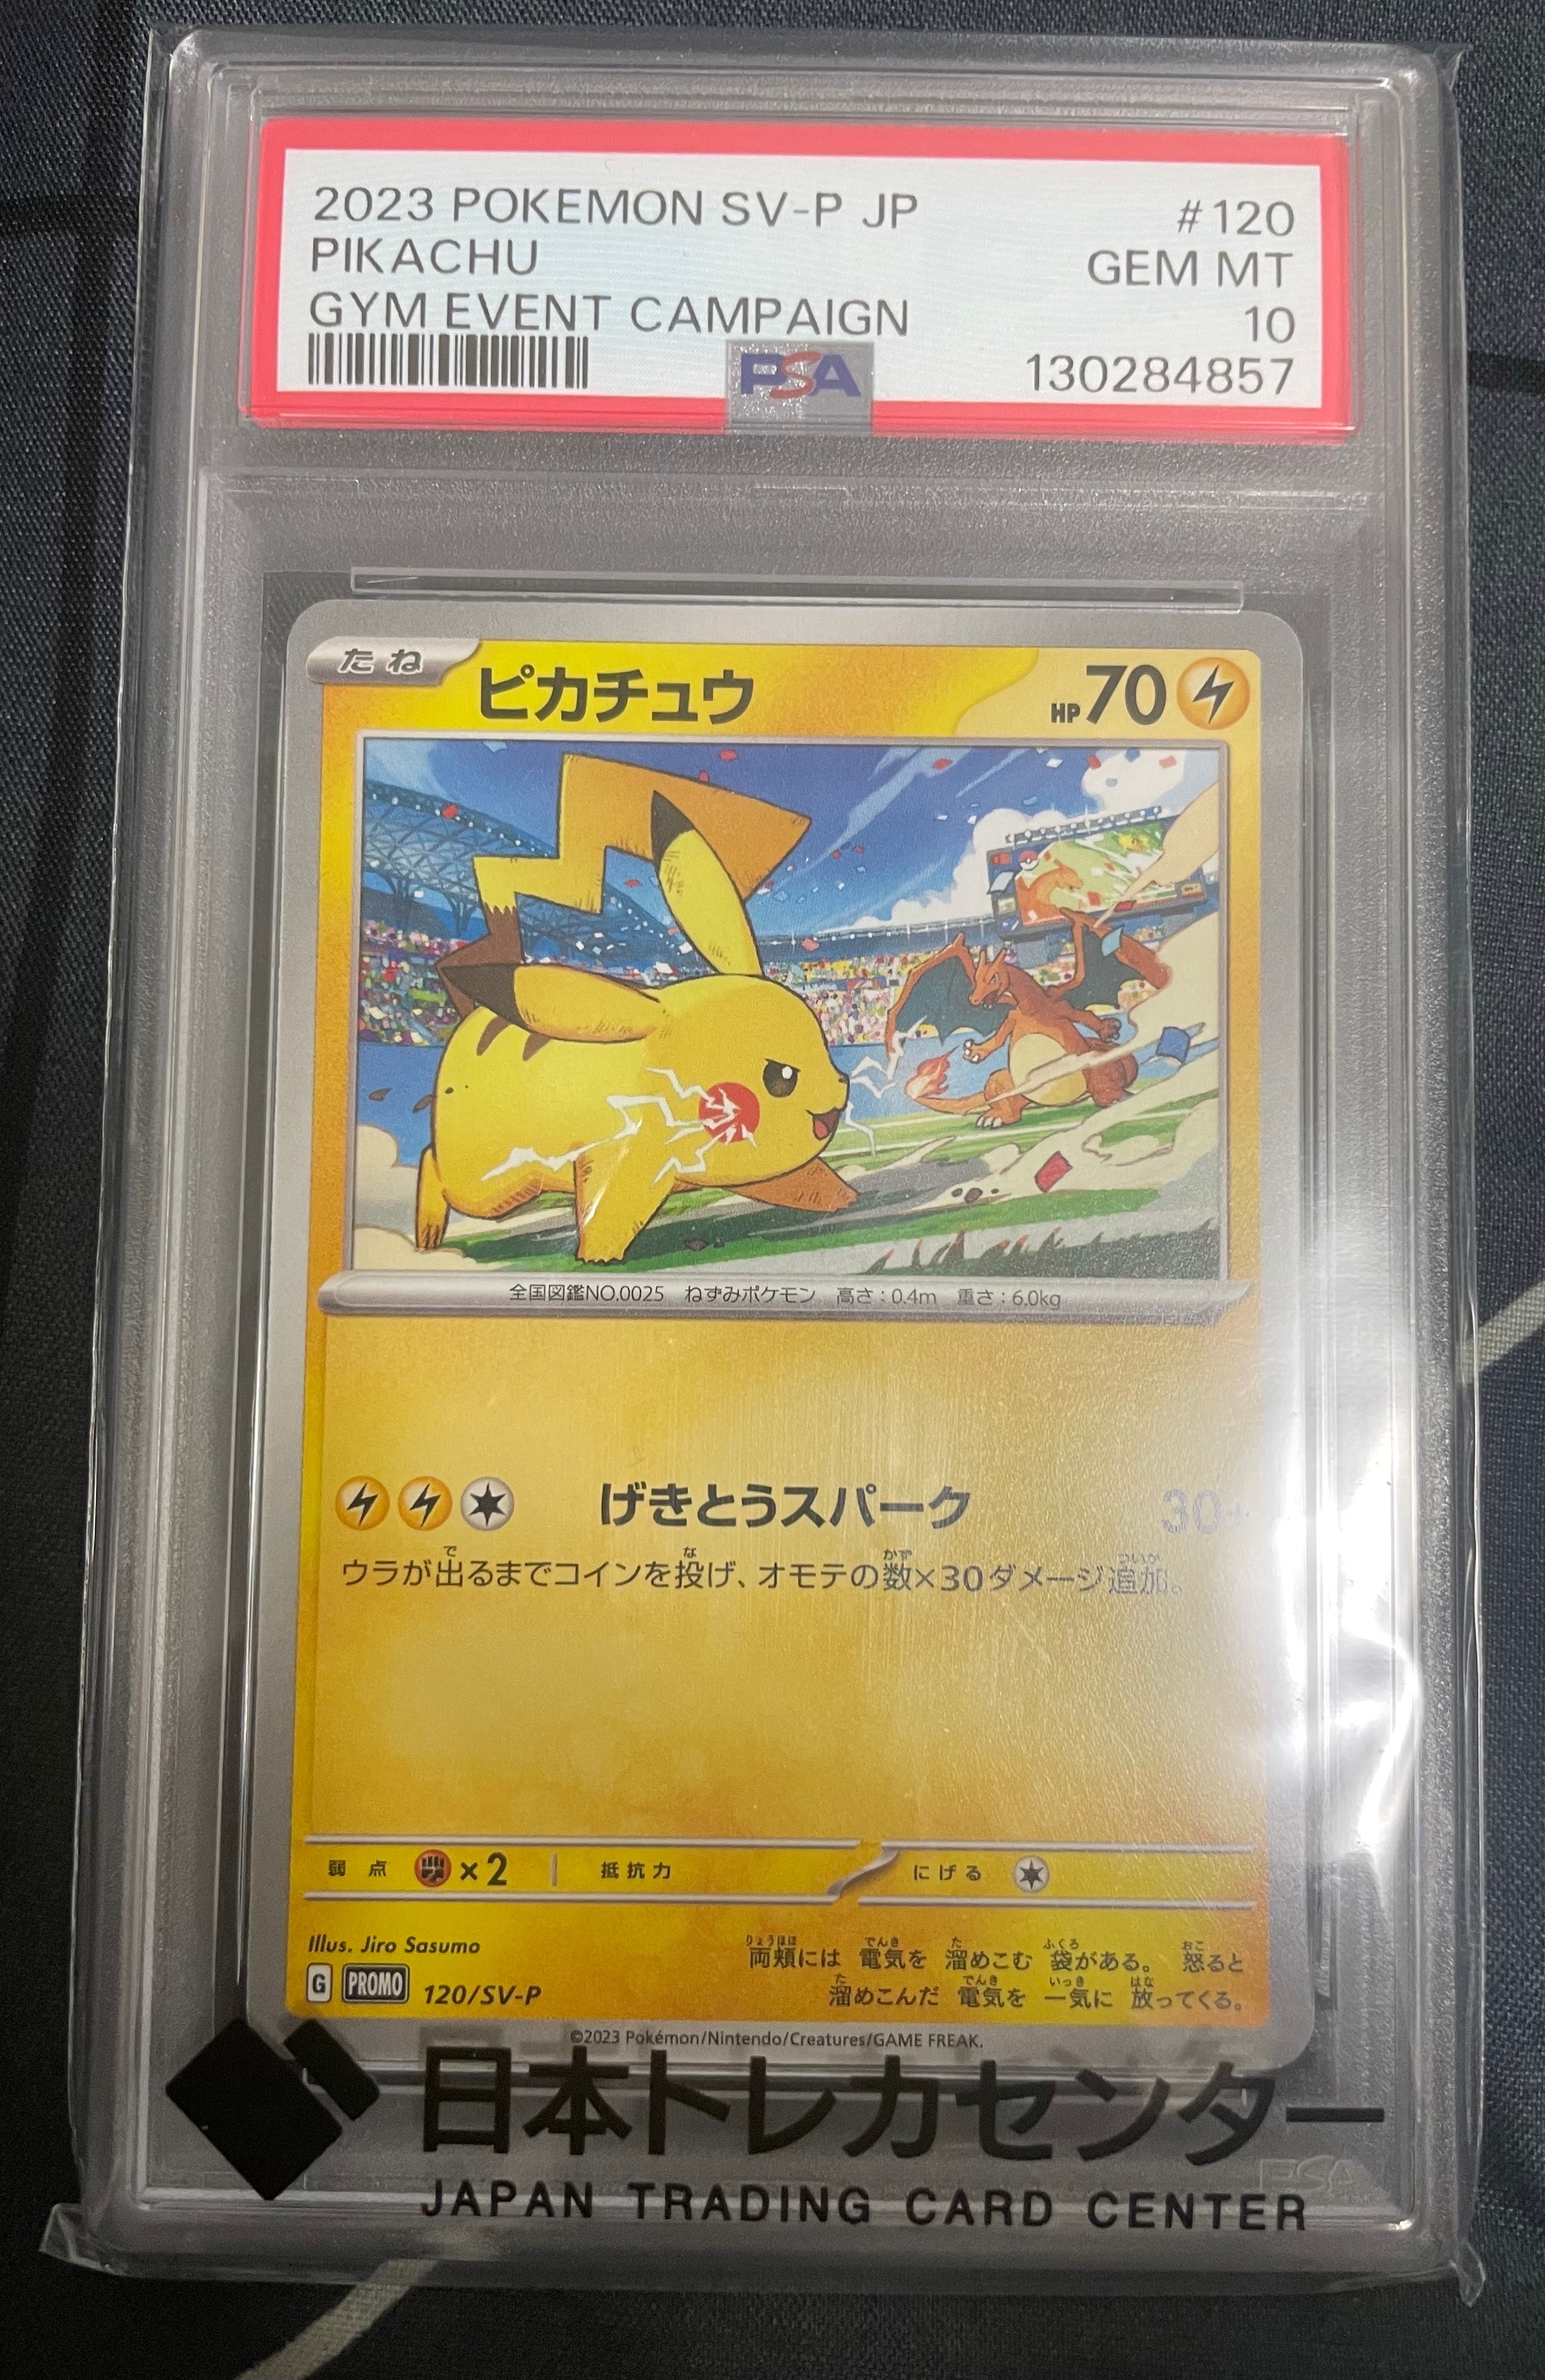 2023 POKEMON SV-P JP #120
PIKACHU GEM MT
GYM EVENT CAMPAIGN 10
PSA 130284857
たね ピカチュウ HP70
全国図鑑NO.0025 ねずみポケモン 高さ:0.4m 重さ:6.0kg
げきとうスパーク 30+
ウラが出るまでコインを投げ、オモテの数×30ダメージ追加。
弱点 ×2 抵抗力 にげる
Illus. Jiro Sasumo
両頬には 電気を 溜めこむ 袋がある。 怒ると
G PROMO 120/SV-P 溜めこんだ 電気を 一気に 放ってくる。
©2023 Pokémon/Nintendo/Creatures/GAME FREAK.
日本トレカセンター
PSA
JAPAN TRADING CARD CENTER